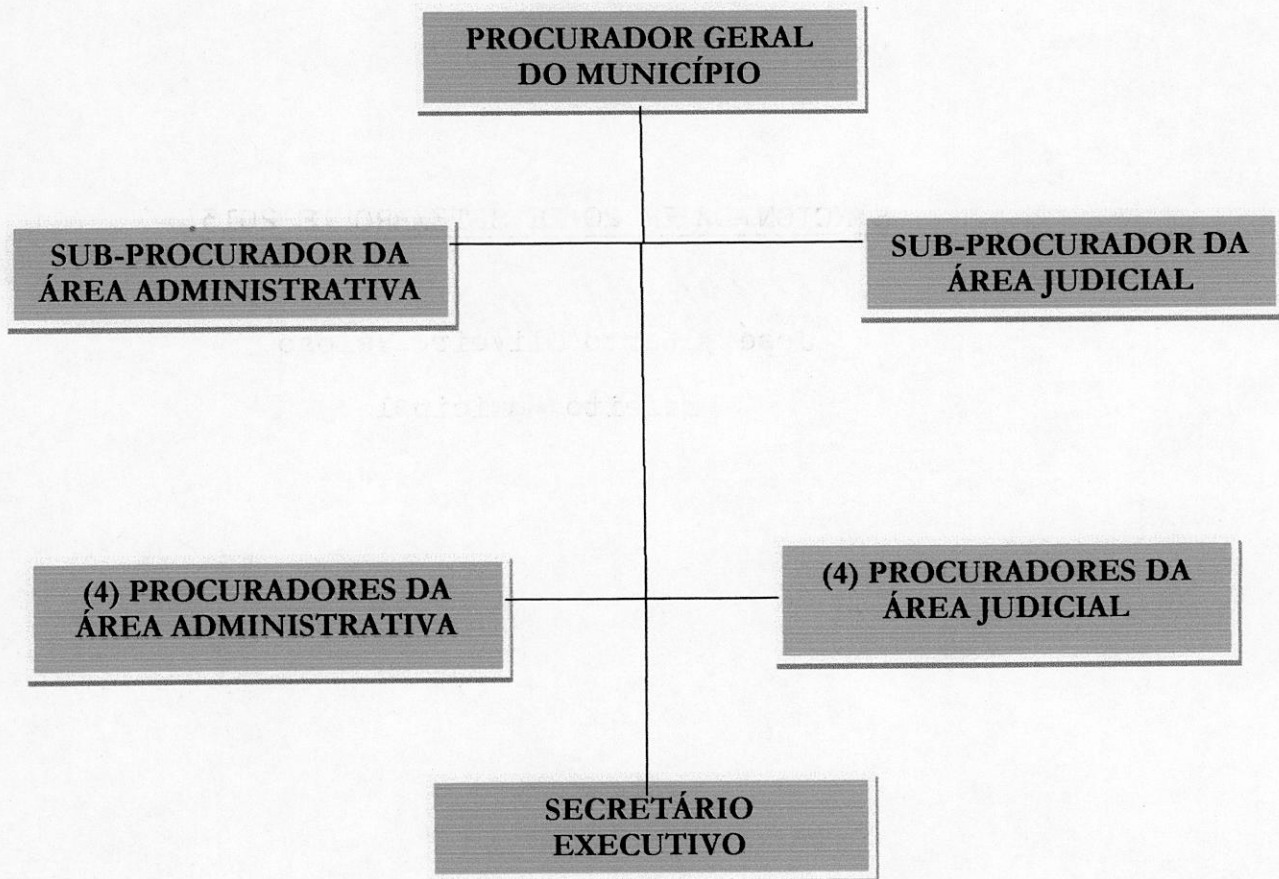 PROCURADOR GERAL
DO MUNICÍPIO
SUB-PROCURADOR DA
ÁREA ADMINISTRATIVA
SUB-PROCURADOR DA
ÁREA JUDICIAL
(4) PROCURADORES DA
ÁREA ADMINISTRATIVA
(4) PROCURADORES DA
ÁREA JUDICIAL
SECRETÁRIO
EXECUTIVO